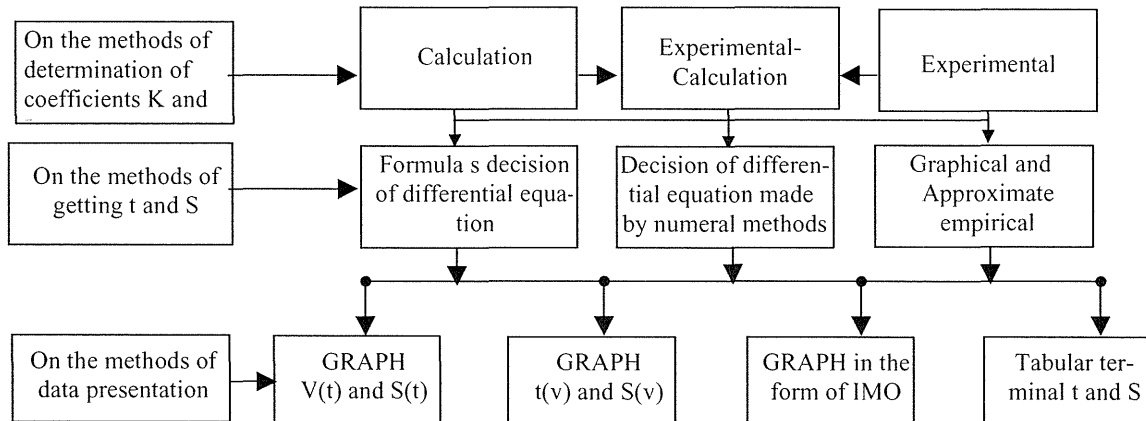 On the methods of
determination of
coefficients K and
Calculation
Experimental-
Calculation
Experimental
On the methods of
getting t and S
Formula s decision
of differential equa-
tion
Decision of differen-
tial equation made
by numeral methods
Graphical and
Approximate
empirical
On the methods of
data presentation
GRAPH
V(t) and S(t)
GRAPH
t(v) and S(v)
GRAPH in the
form of IMO
Tabular ter-
minal t and S